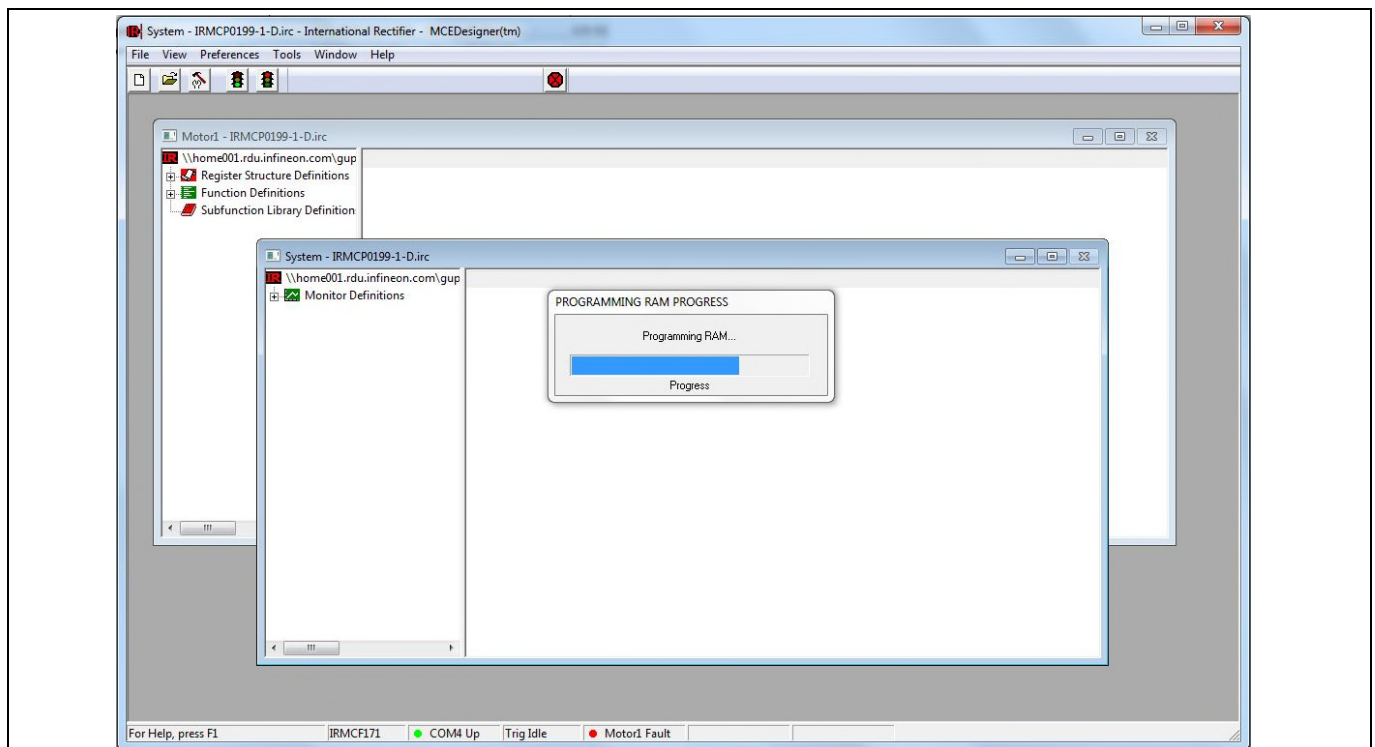 System - IRMCP0199-1-D.irc - International Rectifier - MCEDesigner(tm)
File View Preferences Tools Window Help
Motor1 - IRMCP0199-1-D.irc
IR \\home001.rdu.infineon.com\gup
Register Structure Definitions
Function Definitions
Subfunction Library Definition
System - IRMCP0199-1-D.irc
IR \\home001.rdu.infineon.com\gup
Monitor Definitions
PROGRAMMING RAM PROGRESS
Programming RAM...
Progress
For Help, press F1 IRMCF171 COM4 Up Trig Idle Motor1 Fault